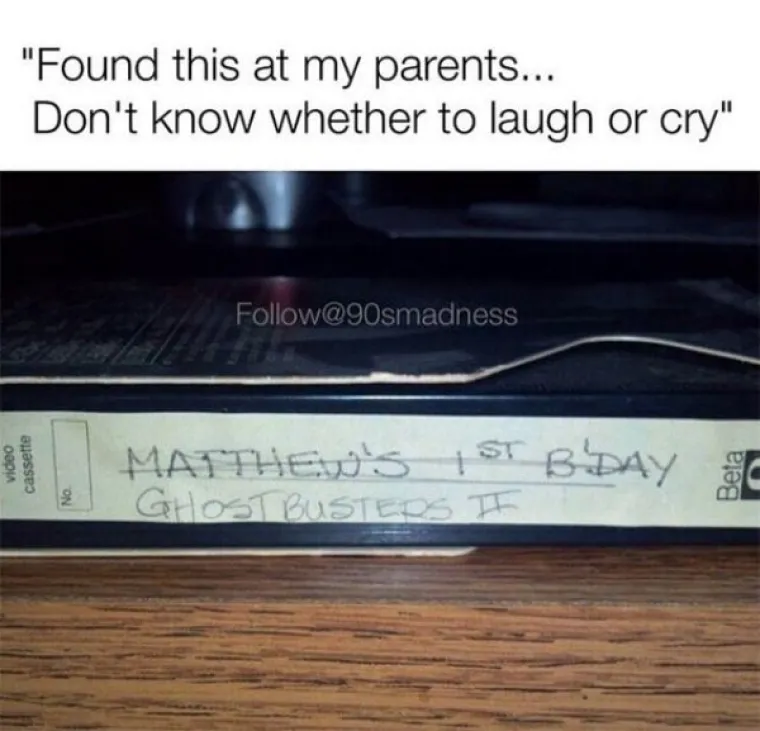 "Found this at my parents...
Don't know whether to laugh or cry"
Follow@90smadness
video
cassette
No.
MATTHEW'S 1ST B'DAY
GHOSTBUSTERS II
Beta